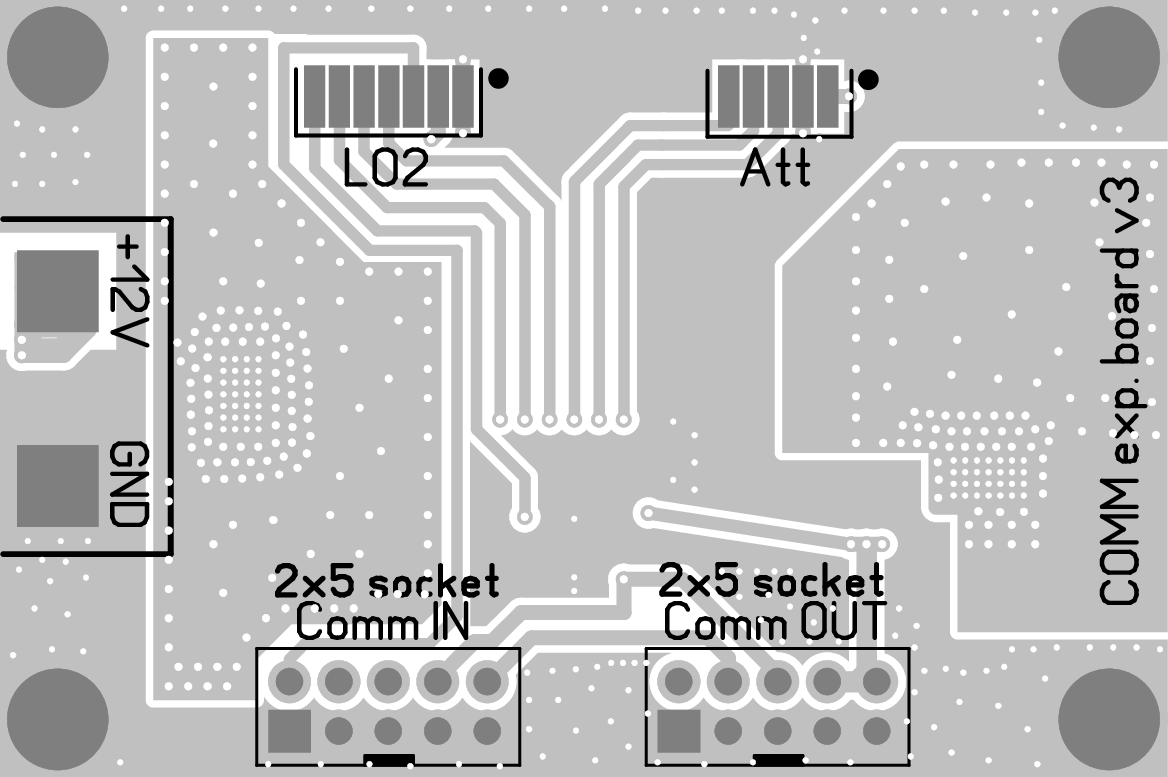 LO2
Att
+12V
GND
COMM exp. board v3
2x5 socket
Comm IN
2x5 socket
Comm OUT